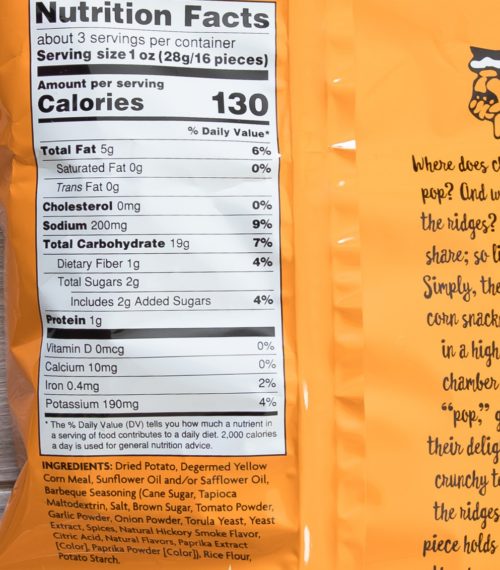 Nutrition Facts
about 3 servings per container
Serving size 1 oz (28g/16 pieces)
Amount per serving
Calories 130
% Daily Value*
Total Fat 5g 6%
Saturated Fat 0g 0%
Trans Fat 0g
Cholesterol 0mg 0%
Sodium 200mg 9%
Total Carbohydrate 19g 7%
Dietary Fiber 1g 4%
Total Sugars 2g
Includes 2g Added Sugars 4%
Protein 1g
Vitamin D 0mcg 0%
Calcium 10mg 0%
Iron 0.4mg 2%
Potassium 190mg 4%
* The % Daily Value (DV) tells you how much a nutrient in
a serving of food contributes to a daily diet. 2,000 calories
a day is used for general nutrition advice.
INGREDIENTS: Dried Potato, Degermed Yellow
Corn Meal, Sunflower Oil and/or Safflower Oil,
Barbeque Seasoning (Cane Sugar, Tapioca
Maltodextrin, Salt, Brown Sugar, Tomato Powder,
Garlic Powder, Onion Powder, Torula Yeast, Yeast
Extract, Spices, Natural Hickory Smoke Flavor,
Citric Acid, Natural Flavors, Paprika Extract
[Color], Paprika Powder [Color]), Rice Flour,
Potato Starch.
Where does
pop? And
the ridges?
share; so
Simply,
corn
in a
chamber
"pop,"
their
crunchy
the ridges
piece holds